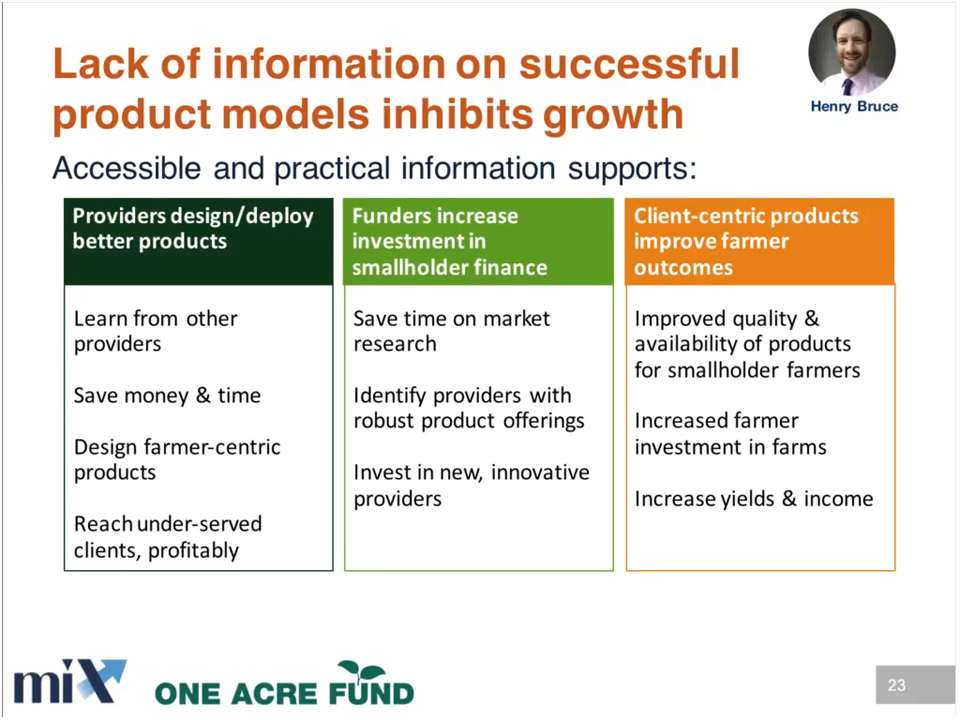 Lack of information on successful
product models inhibits growth
Henry Bruce
Accessible and practical information supports:
Providers design/deploy
better products
Learn from other
providers
Save money & time
Design farmer-centric
products
Reach under-served
clients, profitably
Funders increase
investment in
smallholder finance
Save time on market
research
Identify providers with
robust product offerings
Invest in new, innovative
providers
Client-centric products
improve farmer
outcomes
Improved quality &
availability of products
for smallholder farmers
Increased farmer
investment in farms
Increase yields & income
miX
ONE ACRE FUND
23